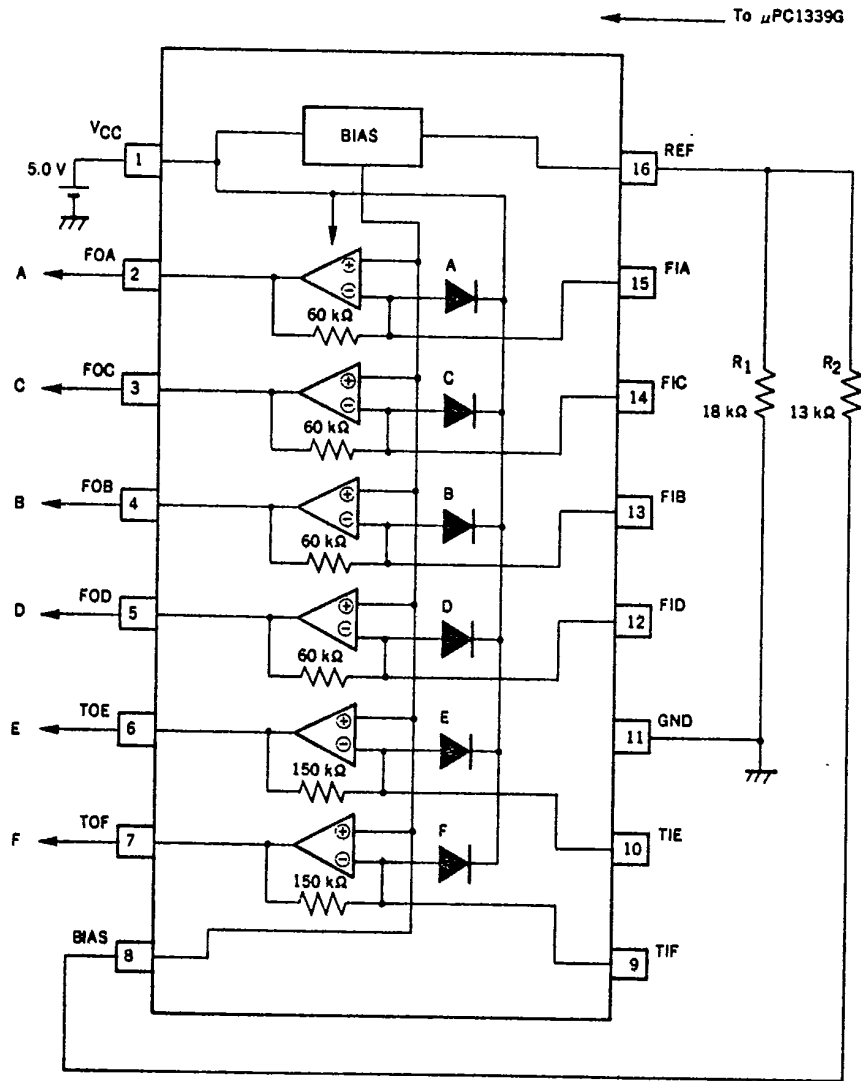 To μPC1339G
VCC
1
BIAS
REF
16
5.0 V
A
FOA
2
⊕
⊖
60 kΩ
A
FIA
15
C
FOC
3
⊕
⊖
60 kΩ
C
FIC
14
R1
18 kΩ
R2
13 kΩ
B
FOB
4
⊕
⊖
60 kΩ
B
FIB
13
D
FOD
5
⊕
⊖
60 kΩ
D
FID
12
E
TOE
6
⊕
⊖
150 kΩ
E
GND
11
F
TOF
7
⊕
⊖
150 kΩ
F
TIE
10
BIAS
8
TIF
9